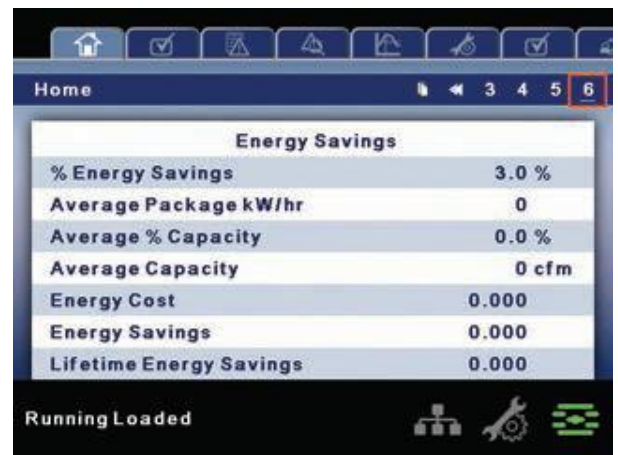 Home 3 4 5 6
Energy Savings
% Energy Savings 3.0 %
Average Package kW/hr 0
Average % Capacity 0.0 %
Average Capacity 0 cfm
Energy Cost 0.000
Energy Savings 0.000
Lifetime Energy Savings 0.000
Running Loaded